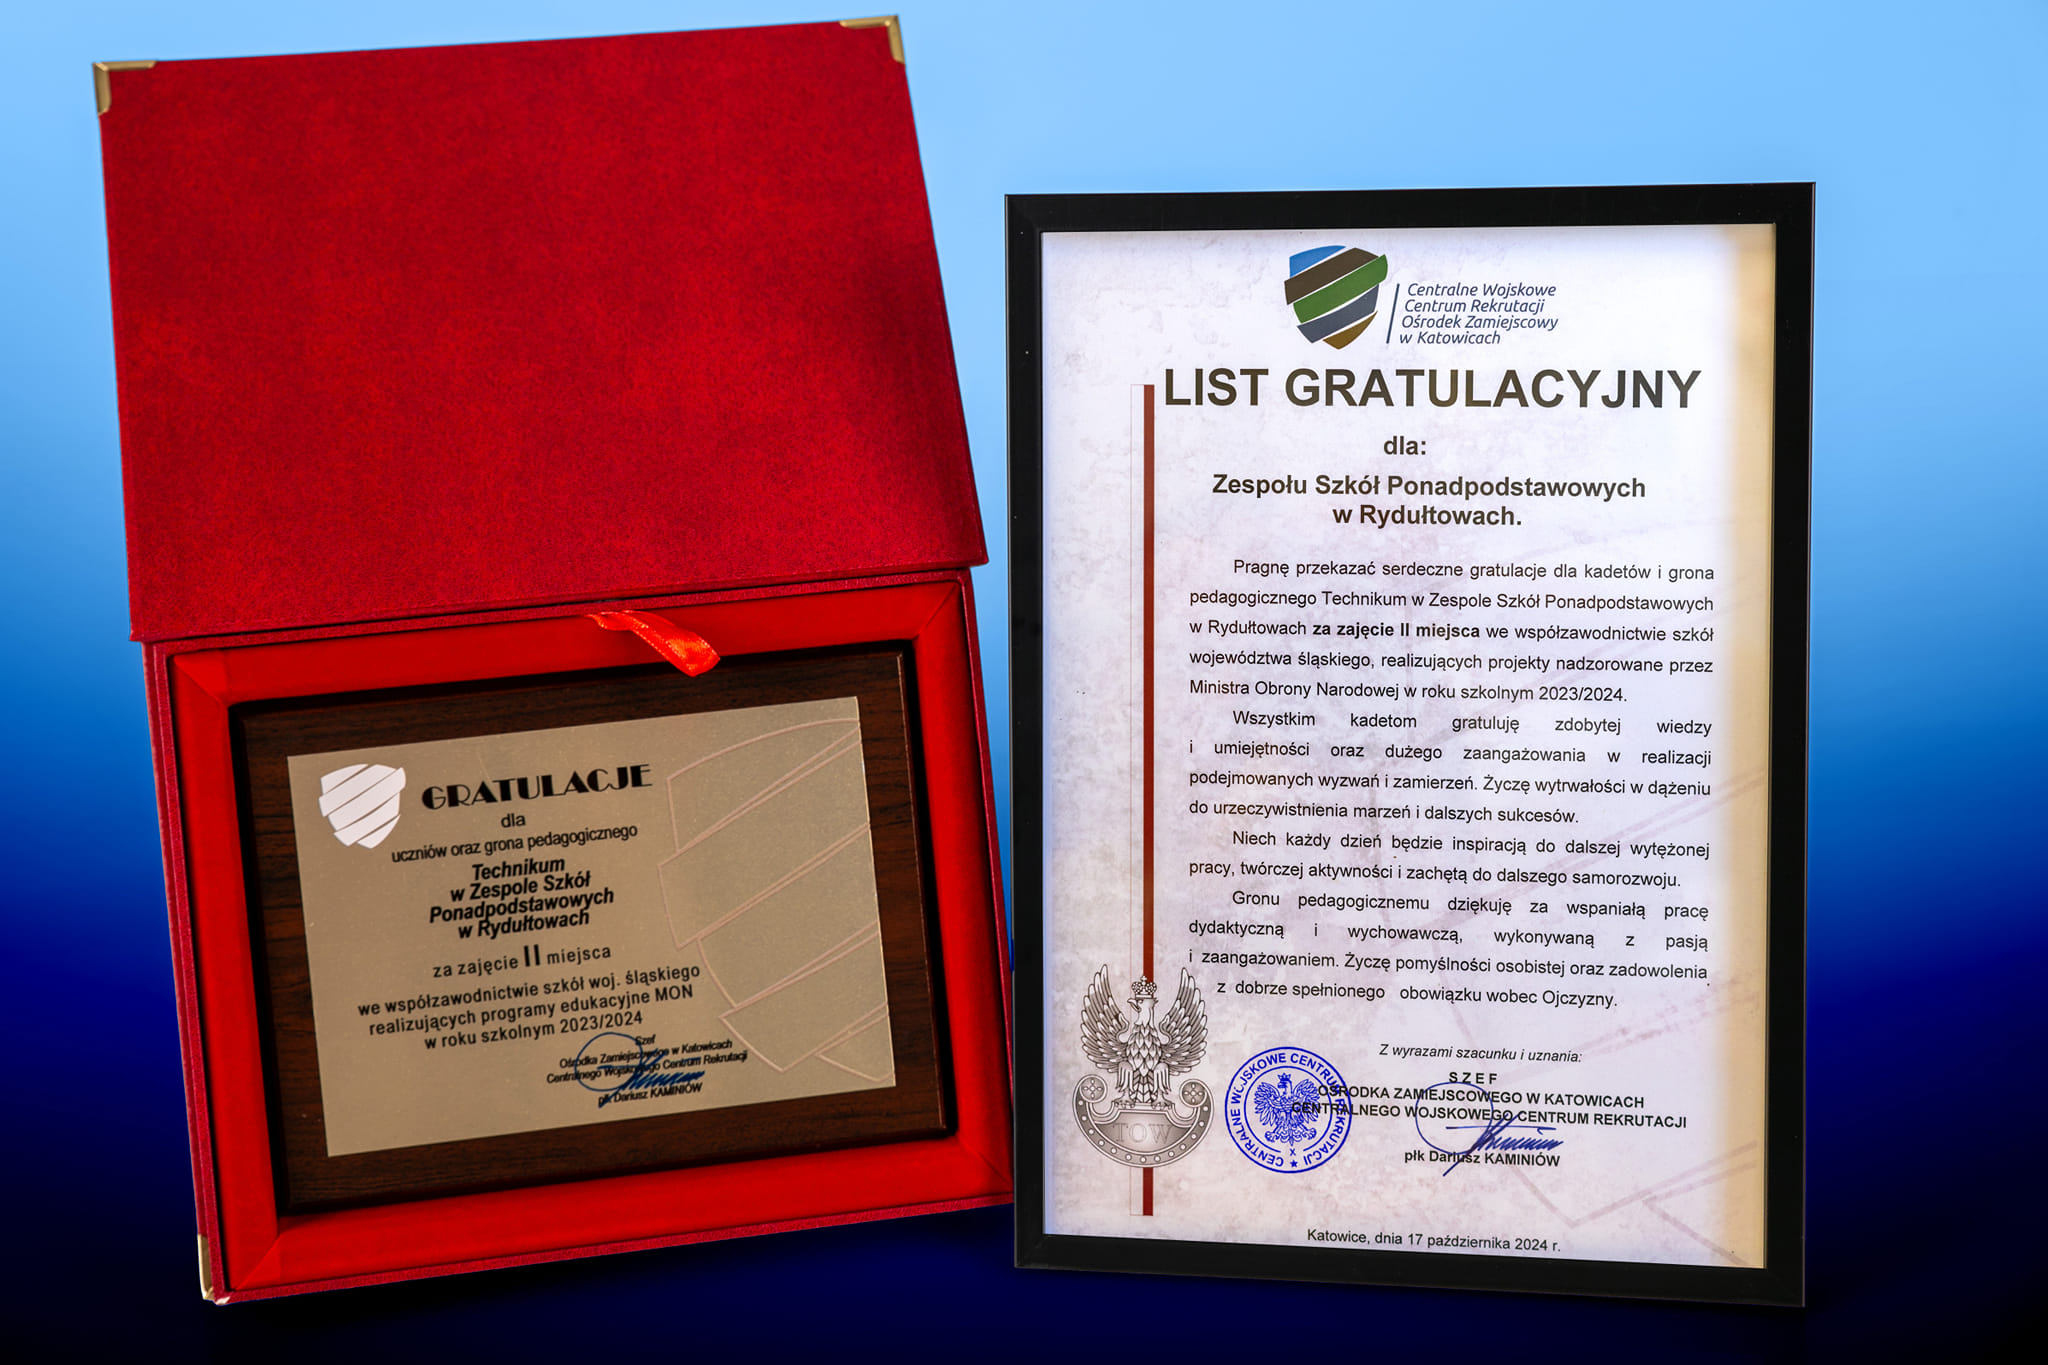 GRATULACJE
dla
uczniów oraz grona pedagogicznego
Technikum
w Zespole Szkół
Ponadpodstawowych
w Rydułtowach
za zajęcie II miejsca
we współzawodnictwie szkół woj. śląskiego
realizujących programy edukacyjne MON
w roku szkolnym 2023/2024
Szef
Ośrodka Zamiejscowego w Katowicach
Centralnego Wojskowego Centrum Rekrutacji
płk Dariusz KAMINIÓW
Centralne Wojskowe
Centrum Rekrutacji
Ośrodek Zamiejscowy
w Katowicach
LIST GRATULACYJNY
dla:
Zespołu Szkół Ponadpodstawowych
w Rydułtowach.
Pragnę przekazać serdeczne gratulacje dla kadetów i grona
pedagogicznego Technikum w Zespole Szkół Ponadpodstawowych
w Rydułtowach za zajęcie II miejsca we współzawodnictwie szkół
województwa śląskiego, realizujących projekty nadzorowane przez
Ministra Obrony Narodowej w roku szkolnym 2023/2024.
Wszystkim kadetom gratuluję zdobytej wiedzy
i umiejętności oraz dużego zaangażowania w realizacji
podejmowanych wyzwań i zamierzeń. Życzę wytrwałości w dążeniu
do urzeczywistnienia marzeń i dalszych sukcesów.
Niech każdy dzień będzie inspiracją do dalszej wytężonej
pracy, twórczej aktywności i zachętą do dalszego samorozwoju.
Gronu pedagogicznemu dziękuję za wspaniałą pracę
dydaktyczną i wychowawczą, wykonywaną z pasją
i zaangażowaniem. Życzę pomyślności osobistej oraz zadowolenia
z dobrze spełnionego obowiązku wobec Ojczyzny.
Z wyrazami szacunku i uznania:
SZEF
OŚRODKA ZAMIEJSCOWEGO W KATOWICACH
CENTRALNEGO WOJSKOWEGO CENTRUM REKRUTACJI
płk Dariusz KAMINIÓW
TOW
CENTRALNE WOJSKOWE CENTRUM REKRUTACJI
X
Katowice, dnia 17 października 2024 r.